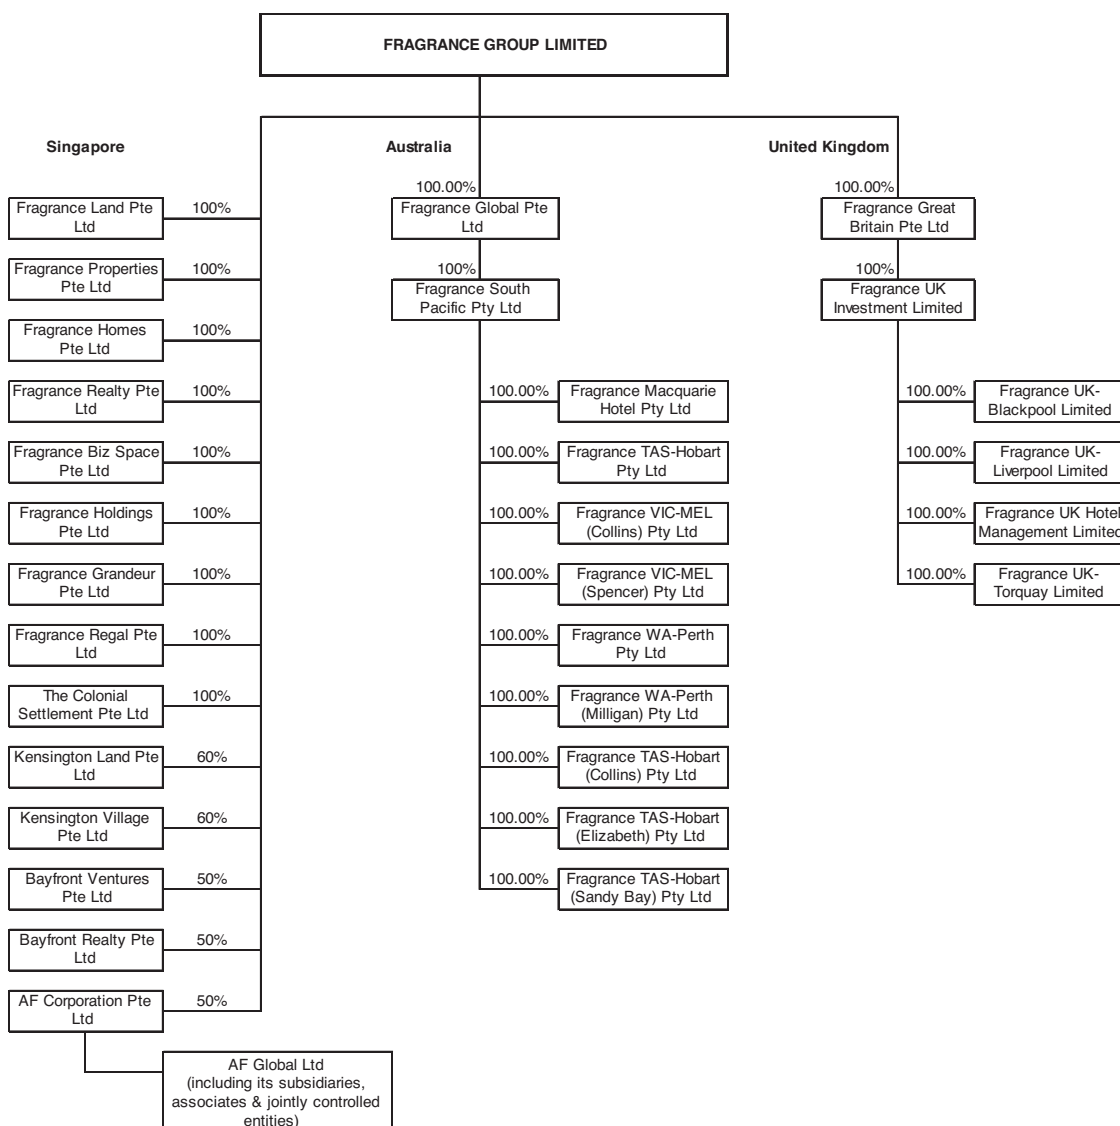 FRAGRANCE GROUP LIMITED
Singapore
Fragrance Land Pte
Ltd
100%
Fragrance Properties
Pte Ltd
100%
Fragrance Homes
Pte Ltd
100%
Fragrance Realty Pte
Ltd
100%
Fragrance Biz Space
Pte Ltd
100%
Fragrance Holdings
Pte Ltd
100%
Fragrance Grandeur
Pte Ltd
100%
Fragrance Regal Pte
Ltd
100%
The Colonial
Settlement Pte Ltd
100%
Kensington Land Pte
Ltd
60%
Kensington Village
Pte Ltd
60%
Bayfront Ventures
Pte Ltd
50%
Bayfront Realty Pte
Ltd
50%
AF Corporation Pte
Ltd
50%
AF Global Ltd
(including its subsidiaries,
associates & jointly controlled
entities)
Australia
100.00%
Fragrance Global Pte
Ltd
100%
Fragrance South
Pacific Pty Ltd
100.00%
Fragrance Macquarie
Hotel Pty Ltd
100.00%
Fragrance TAS-Hobart
Pty Ltd
100.00%
Fragrance VIC-MEL
(Collins) Pty Ltd
100.00%
Fragrance VIC-MEL
(Spencer) Pty Ltd
100.00%
Fragrance WA-Perth
Pty Ltd
100.00%
Fragrance WA-Perth
(Milligan) Pty Ltd
100.00%
Fragrance TAS-Hobart
(Collins) Pty Ltd
100.00%
Fragrance TAS-Hobart
(Elizabeth) Pty Ltd
100.00%
Fragrance TAS-Hobart
(Sandy Bay) Pty Ltd
United Kingdom
100.00%
Fragrance Great
Britain Pte Ltd
100%
Fragrance UK
Investment Limited
100.00%
Fragrance UK-
Blackpool Limited
100.00%
Fragrance UK-
Liverpool Limited
100.00%
Fragrance UK Hotel
Management Limited
100.00%
Fragrance UK-
Torquay Limited